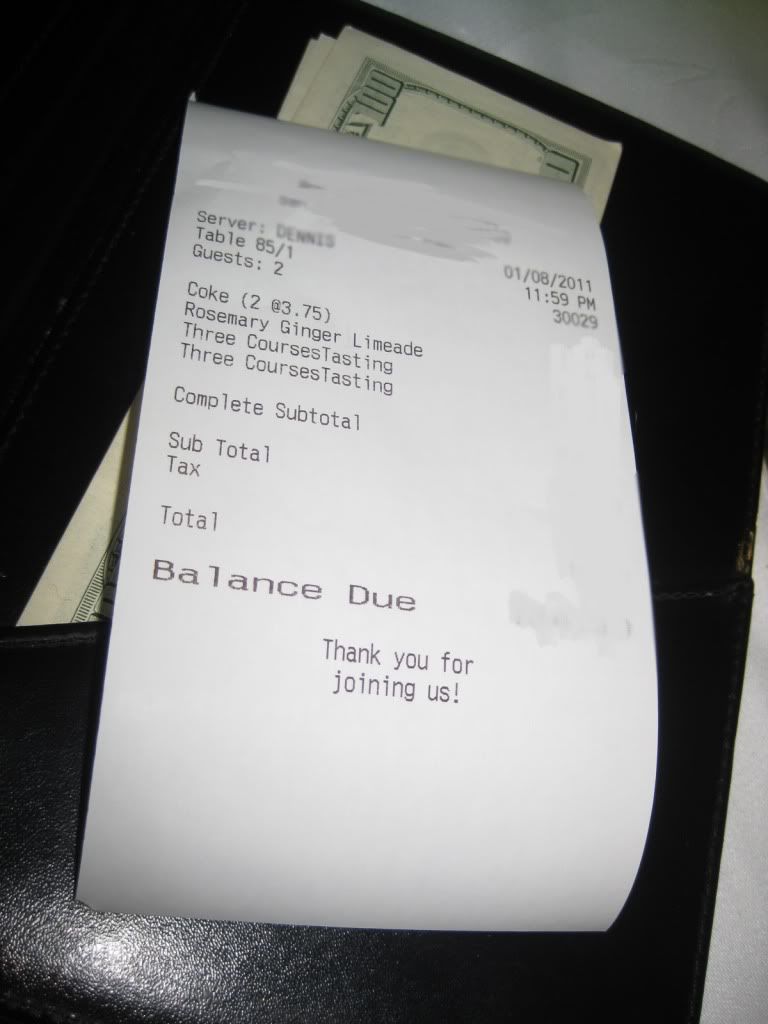 Server: DENNIS
Table 85/1
Guests: 2
01/08/2011
11:59 PM
30029
Coke (2 @3.75)
Rosemary Ginger Limeade
Three CoursesTasting
Three CoursesTasting
Complete Subtotal
Sub Total
Tax
Total
Balance Due
Thank you for
joining us!